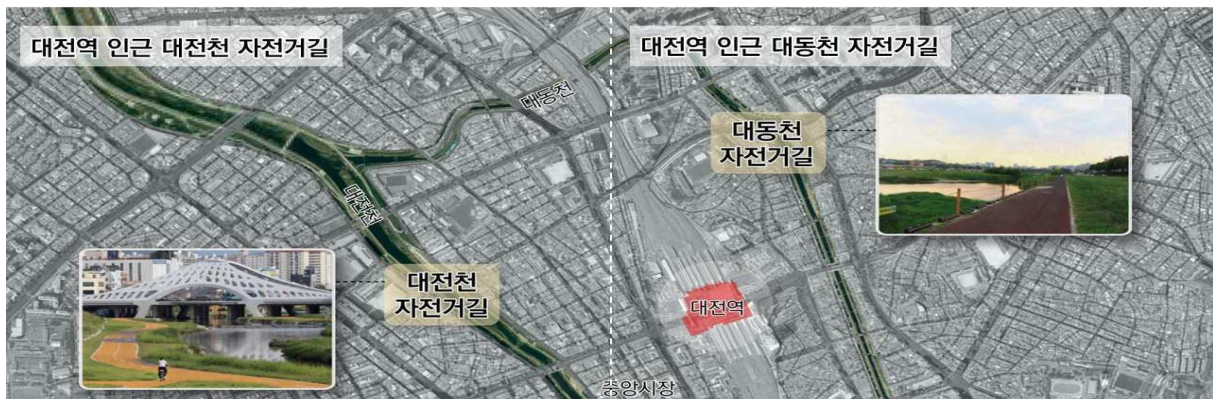 대전역 인근 대전천 자전거길
대전역 인근 대동천 자전거길
대동천
대동천
자전거길
대전천
대전천
자전거길
대전역
중앙시장